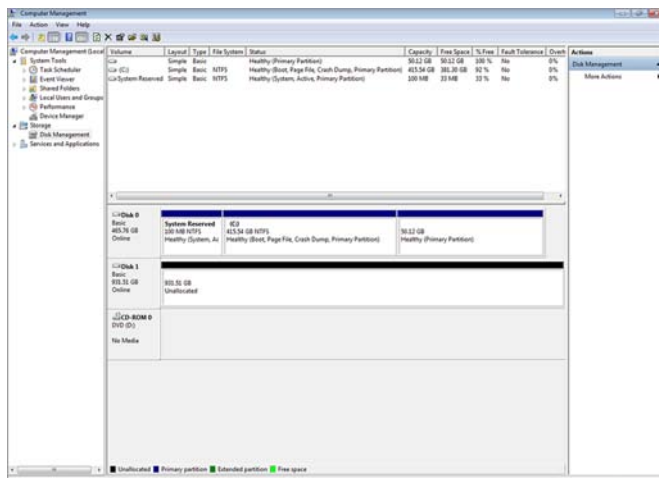 Computer Management
File Action View Help
Computer Management (Local
System Tools
Task Scheduler
Event Viewer
Shared Folders
Local Users and Groups
Performance
Device Manager
Storage
Disk Management
Services and Applications
Volume Layout Type File System Status Capacity Free Space % Free Fault Tolerance Overh
Simple Basic Healthy (Primary Partition) 50.12 GB 50.12 GB 100 % No 0%
(C:) Simple Basic NTFS Healthy (Boot, Page File, Crash Dump, Primary Partition) 415.54 GB 381.30 GB 92 % No 0%
System Reserved Simple Basic NTFS Healthy (System, Active, Primary Partition) 100 MB 33 MB 33 % No 0%
Actions
Disk Management
More Actions
Disk 0
Basic
465.76 GB
Online
System Reserved
100 MB NTFS
Healthy (System, Ac
(C:)
415.54 GB NTFS
Healthy (Boot, Page File, Crash Dump, Primary Partition)
50.12 GB
Healthy (Primary Partition)
Disk 1
Basic
931.51 GB
Online
931.51 GB
Unallocated
CD-ROM 0
DVD (D:)
No Media
Unallocated Primary partition Extended partition Free space